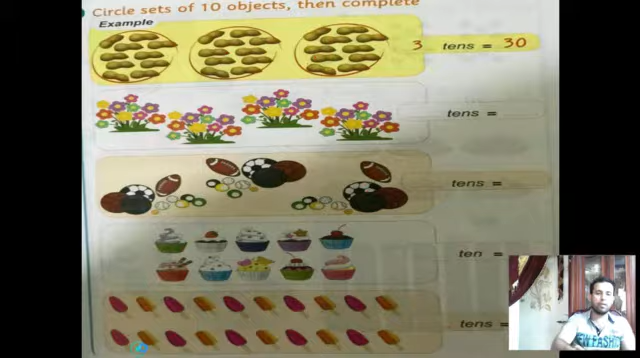 Circle sets of 10 objects, then complete
Example
3 tens = 30
tens =
tens =
ten =
tens =